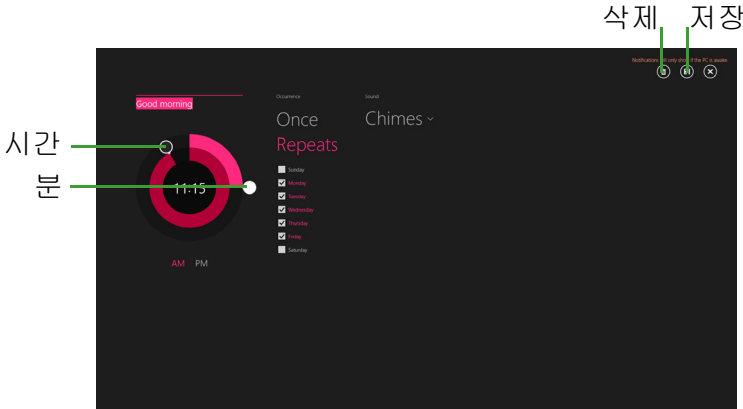 삭제 저장
Notifications will only show if the PC is awake.
Good morning
Occurrence
Sound
Once
Chimes
Repeats
시간
분
11:15
Sunday
Monday
Tuesday
Wednesday
Thursday
Friday
Saturday
AM PM